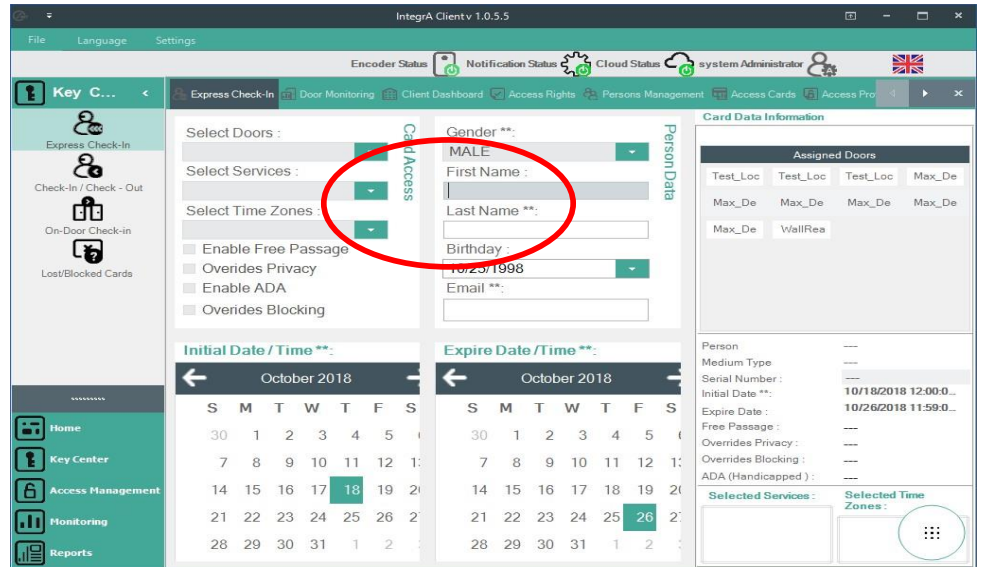 IntegrA Client v 1.0.5.5
File Language Settings
Encoder Status Notification Status Cloud Status system Administrator
Key C...
Express Check-In Door Monitoring Client Dashboard Access Rights Persons Management Access Cards Access Pro
Express Check-In
Check-In / Check - Out
On-Door Check-in
Lost/Blocked Cards
Home
Key Center
Access Management
Monitoring
Reports
Select Doors :
Select Services :
Select Time Zones :
Enable Free Passage
Overides Privacy
Enable ADA
Overides Blocking
Card Access
Gender **:
MALE
First Name :
Last Name **:
Birthday :
10/25/1998
Email **:
Person Data
Initial Date / Time **:
October 2018
S M T W T F S
30 1 2 3 4 5
7 8 9 10 11 12
14 15 16 17 18 19
21 22 23 24 25 26
28 29 30 31 1 2
Expire Date /Time **:
October 2018
S M T W T F S
30 1 2 3 4 5
7 8 9 10 11 12
14 15 16 17 18 19
21 22 23 24 25 26
28 29 30 31 1 2
Card Data Information
Assigned Doors
Test_Loc Test_Loc Test_Loc Max_De
Max_De Max_De Max_De Max_De
Max_De WallRea
Person ---
Medium Type ---
Serial Number : ---
Initial Date **: 10/18/2018 12:00:0...
Expire Date : 10/26/2018 11:59:0...
Free Passage : ---
Overrides Privacy : ---
Overrides Blocking : ---
ADA (Handicapped ) : ---
Selected Services :
Selected Time Zones :